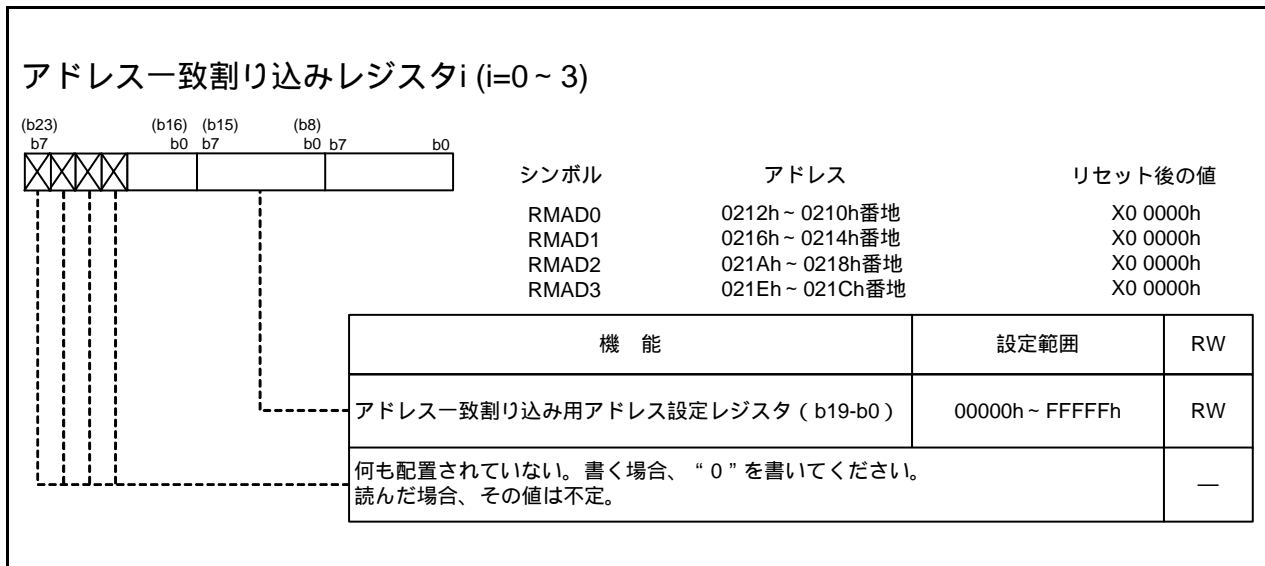 アドレス一致割り込みレジスタi (i=0～3)
(b23) (b16) (b15) (b8)
b7 b0 b7 b0 b7 b0
シンボル アドレス リセット後の値
RMAD0 0212h～0210h番地 X0 0000h
RMAD1 0216h～0214h番地 X0 0000h
RMAD2 021Ah～0218h番地 X0 0000h
RMAD3 021Eh～021Ch番地 X0 0000h
機 能 設定範囲 RW
アドレス一致割り込み用アドレス設定レジスタ（b19-b0） 00000h～FFFFFh RW
何も配置されていない。書く場合、“0”を書いてください。
読んだ場合、その値は不定。 —